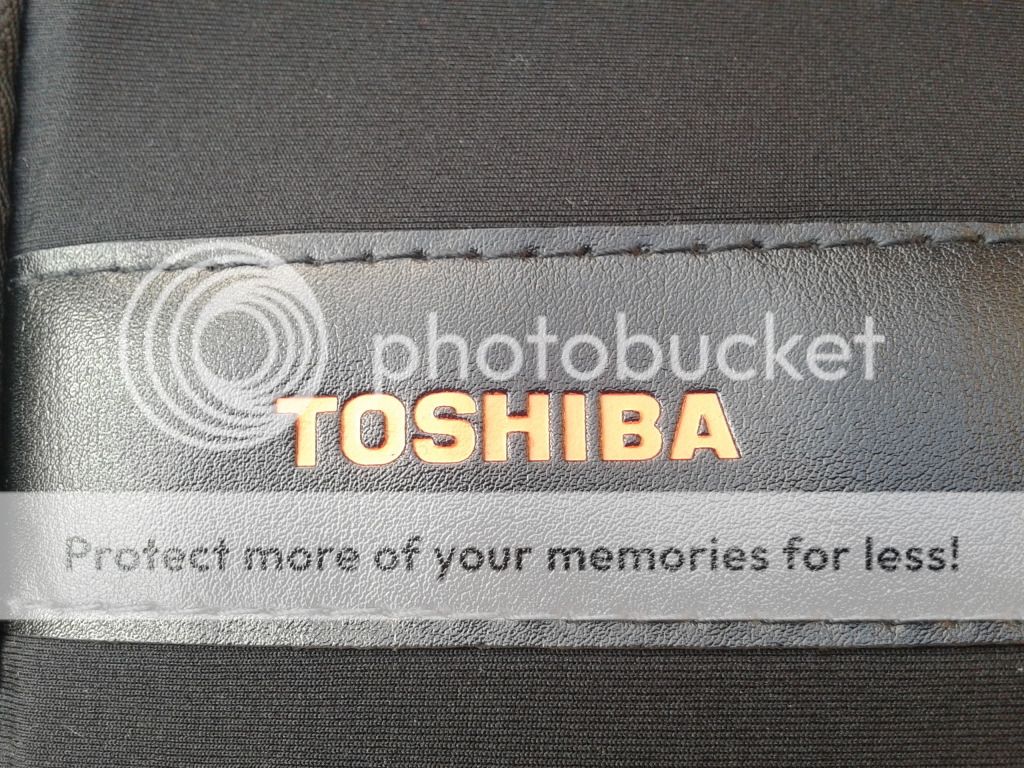 photobucket
TOSHIBA
Protect more of your memories for less!